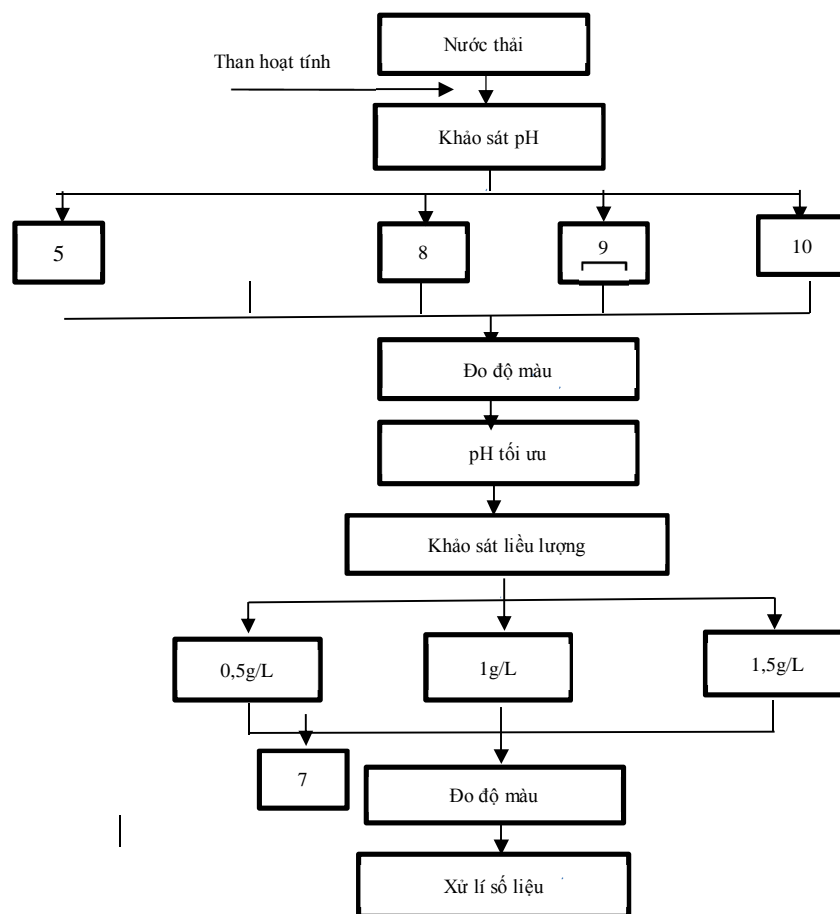 Nước thải
Than hoạt tính
Khảo sát pH
5
8
9
10
Đo độ màu
pH tối ưu
Khảo sát liều lượng
0,5g/L
1g/L
1,5g/L
7
Đo độ màu
Xử lí số liệu